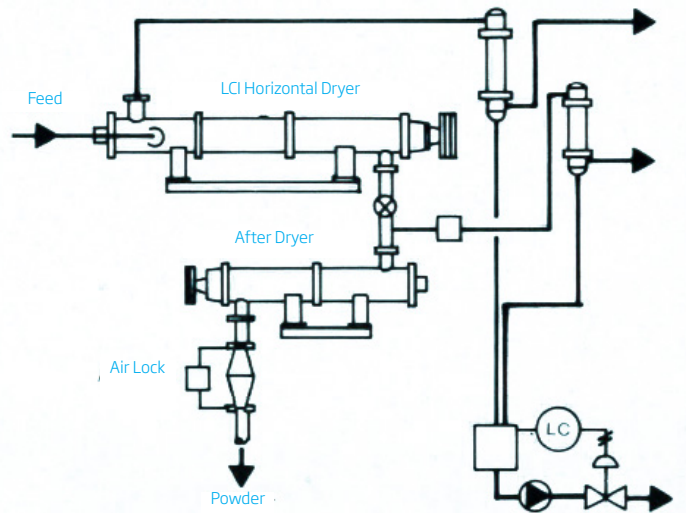 LCI Horizontal Dryer
Feed
After Dryer
Air Lock
LC
Powder